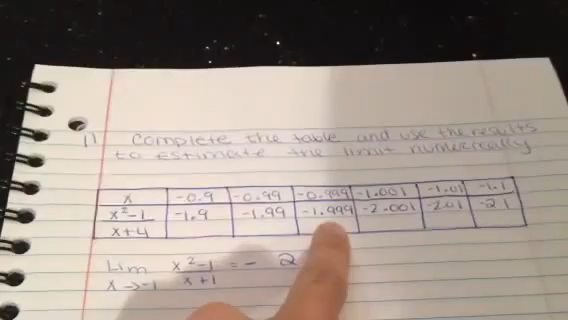 1) Complete the table and use the results
to estimate the limit numerically
x -0.9 -0.99 -0.999 -1.001 -1.01 -1.1
x²-1 -1.9 -1.99 -1.999 -2.001 -2.01 -2.1
x+4
Lim x²-1 = - 2
x→-1 x+1